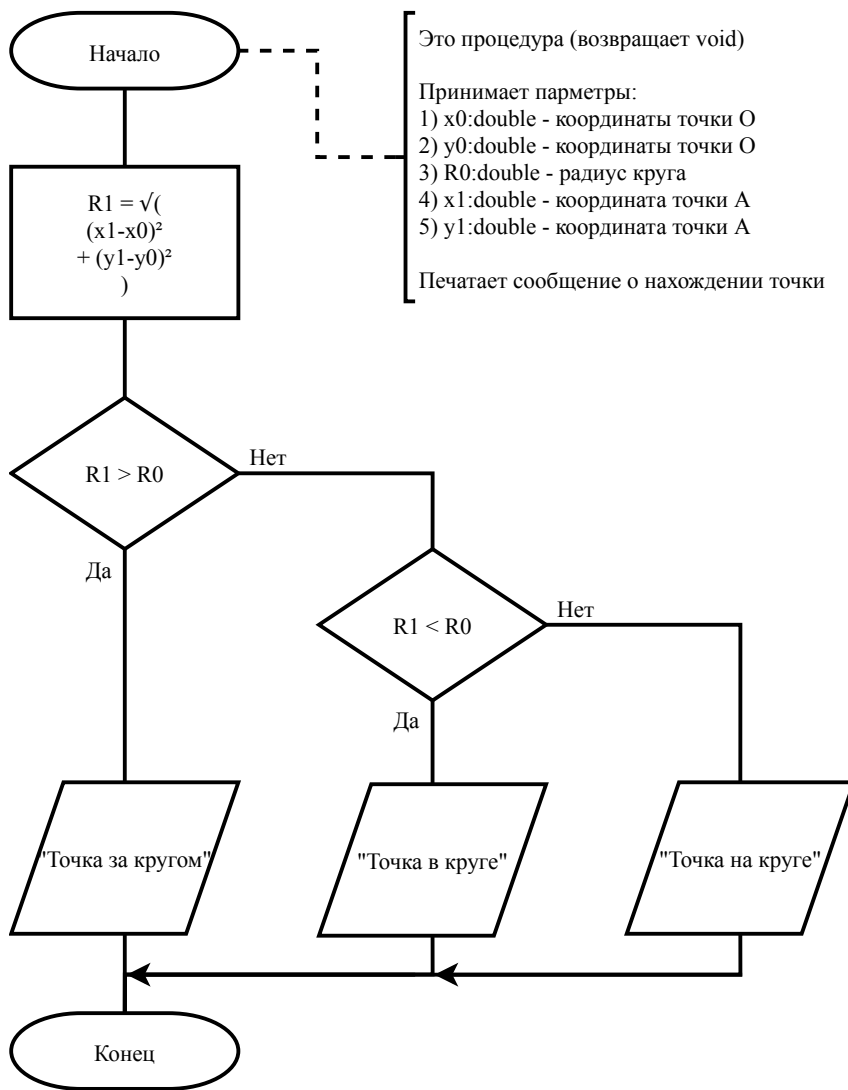 Начало
Это процедура (возвращает void)
Принимает парметры:
1) x0:double - координаты точки О
2) y0:double - координаты точки О
3) R0:double - радиус круга
4) x1:double - координата точки А
5) y1:double - координата точки А
Печатает сообщение о нахождении точки
R1 = √(
(x1-x0)²
+ (y1-y0)²
)
R1 > R0
Нет
Да
R1 < R0
Нет
Да
"Точка за кругом"
"Точка в круге"
"Точка на круге"
Конец